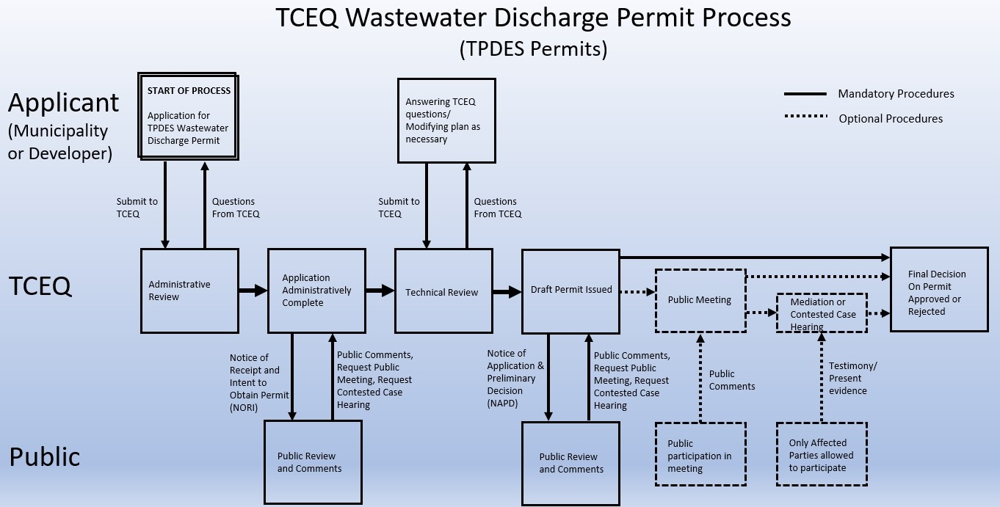 TCEQ Wastewater Discharge Permit Process
(TPDES Permits)
Applicant
(Municipality
or Developer)
START OF PROCESS
Application for
TPDES Wastewater
Discharge Permit
Answering TCEQ
questions/
Modifying plan as
necessary
Mandatory Procedures
Optional Procedures
Submit to
TCEQ
Questions
From TCEQ
Submit to
TCEQ
Questions
From TCEQ
TCEQ
Administrative
Review
Application
Administratively
Complete
Technical Review
Draft Permit Issued
Public Meeting
Mediation or
Contested Case
Hearing
Final Decision
On Permit
Approved or
Rejected
Notice of
Receipt and
Intent to
Obtain Permit
(NORI)
Public Comments,
Request Public
Meeting, Request
Contested Case
Hearing
Notice of
Application &
Preliminary
Decision
(NAPD)
Public Comments,
Request Public
Meeting, Request
Contested Case
Hearing
Public
Comments
Testimony/
Present
evidence
Public
Public Review
and Comments
Public Review
and Comments
Public
participation in
meeting
Only Affected
Parties allowed
to participate